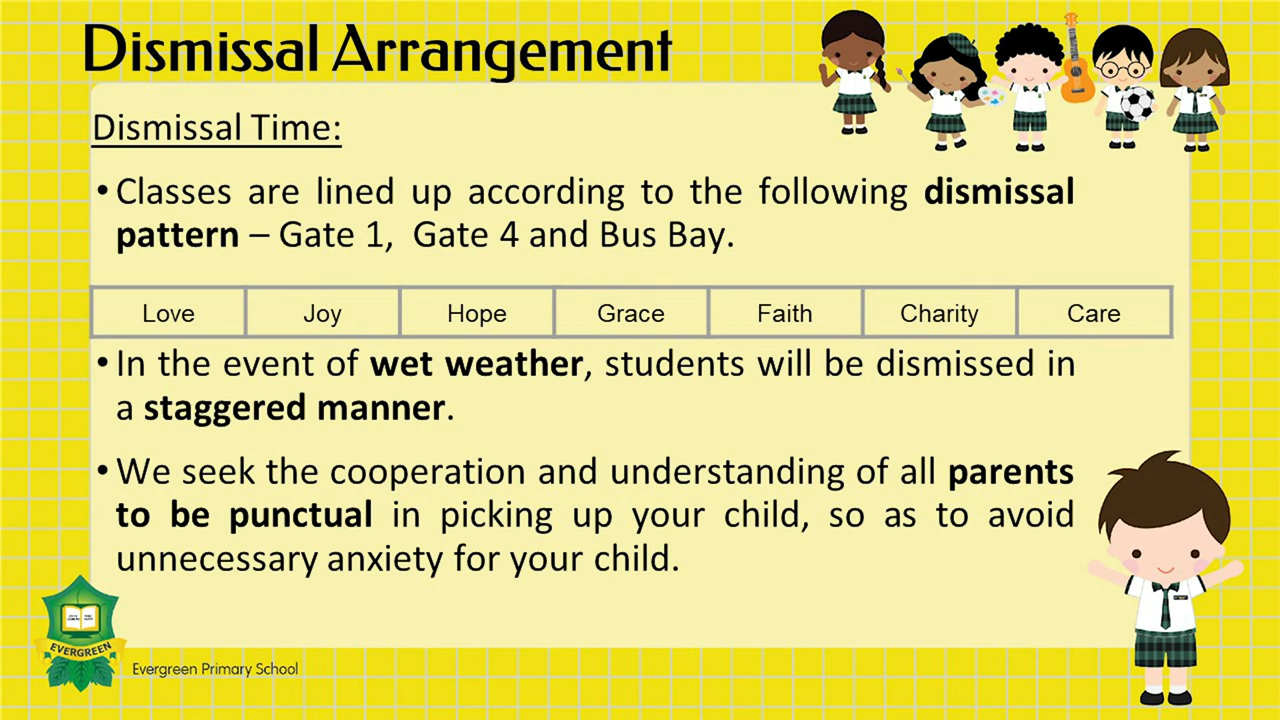 Dismissal Arrangement
Dismissal Time:
• Classes are lined up according to the following dismissal
pattern – Gate 1, Gate 4 and Bus Bay.
Love Joy Hope Grace Faith Charity Care
• In the event of wet weather, students will be dismissed in
a staggered manner.
• We seek the cooperation and understanding of all parents
to be punctual in picking up your child, so as to avoid
unnecessary anxiety for your child.
EVERGREEN
Evergreen Primary School